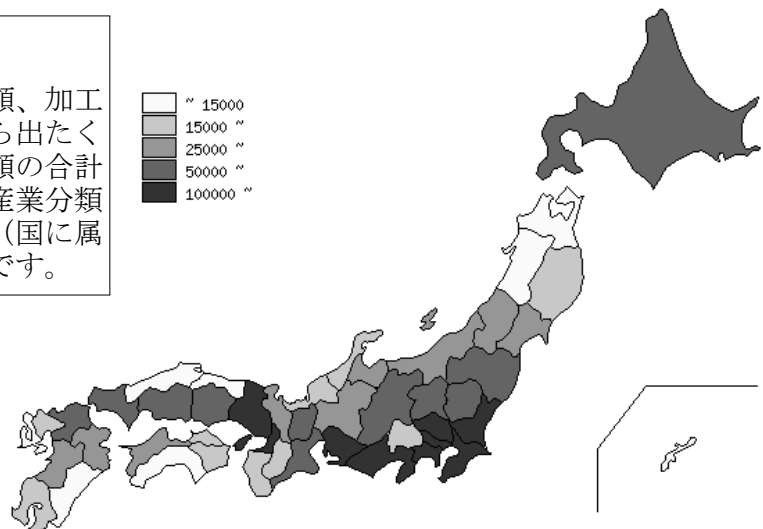 額、加工
ら出たく
額の合計
産業分類
(国に属
です。
~ 15000
15000 ~
25000 ~
50000 ~
100000 ~